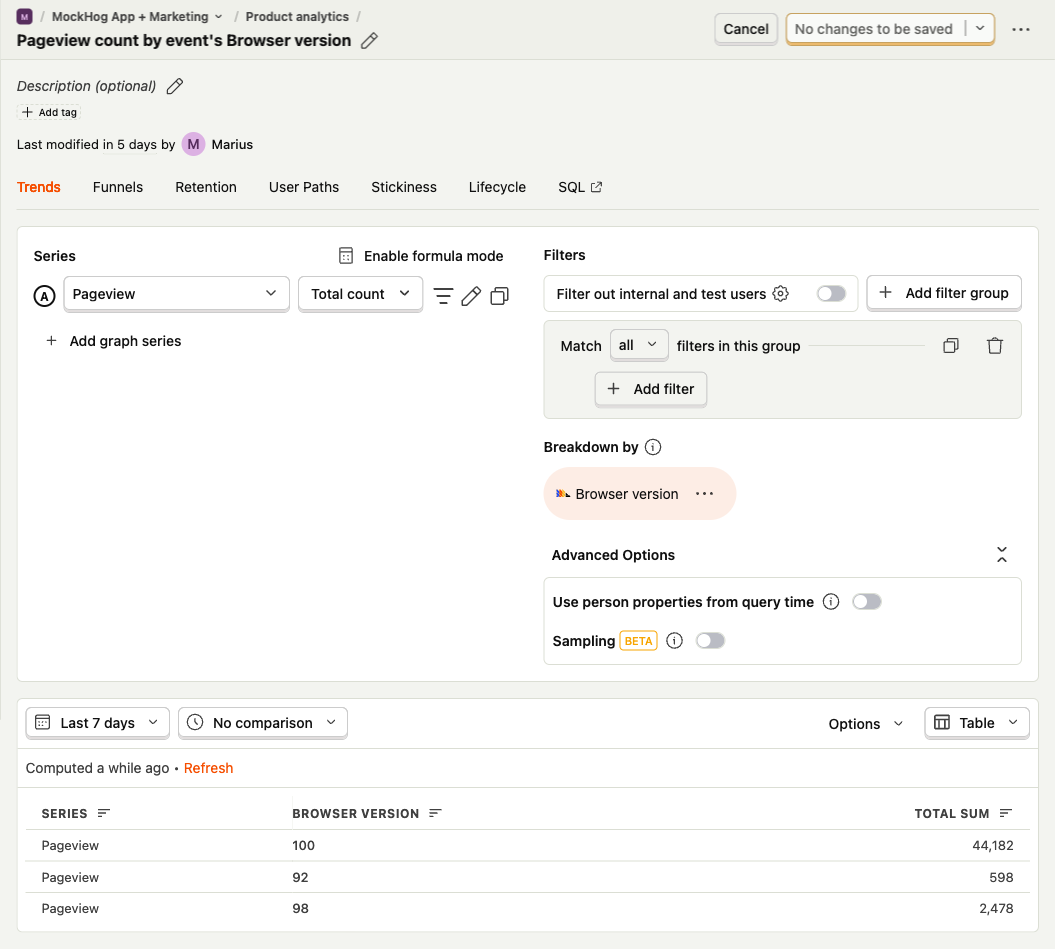 M / MockHog App + Marketing / Product analytics /
Pageview count by event's Browser version
Cancel
No changes to be saved
Description (optional)
Add tag
Last modified in 5 days by M Marius
Trends Funnels Retention User Paths Stickiness Lifecycle SQL
Series
Enable formula mode
A Pageview Total count
+ Add graph series
Filters
Filter out internal and test users
+ Add filter group
Match all filters in this group
+ Add filter
Breakdown by
Browser version
Advanced Options
Use person properties from query time
Sampling BETA
Last 7 days No comparison Options Table
Computed a while ago • Refresh
SERIES BROWSER VERSION TOTAL SUM
Pageview 100 44,182
Pageview 92 598
Pageview 98 2,478